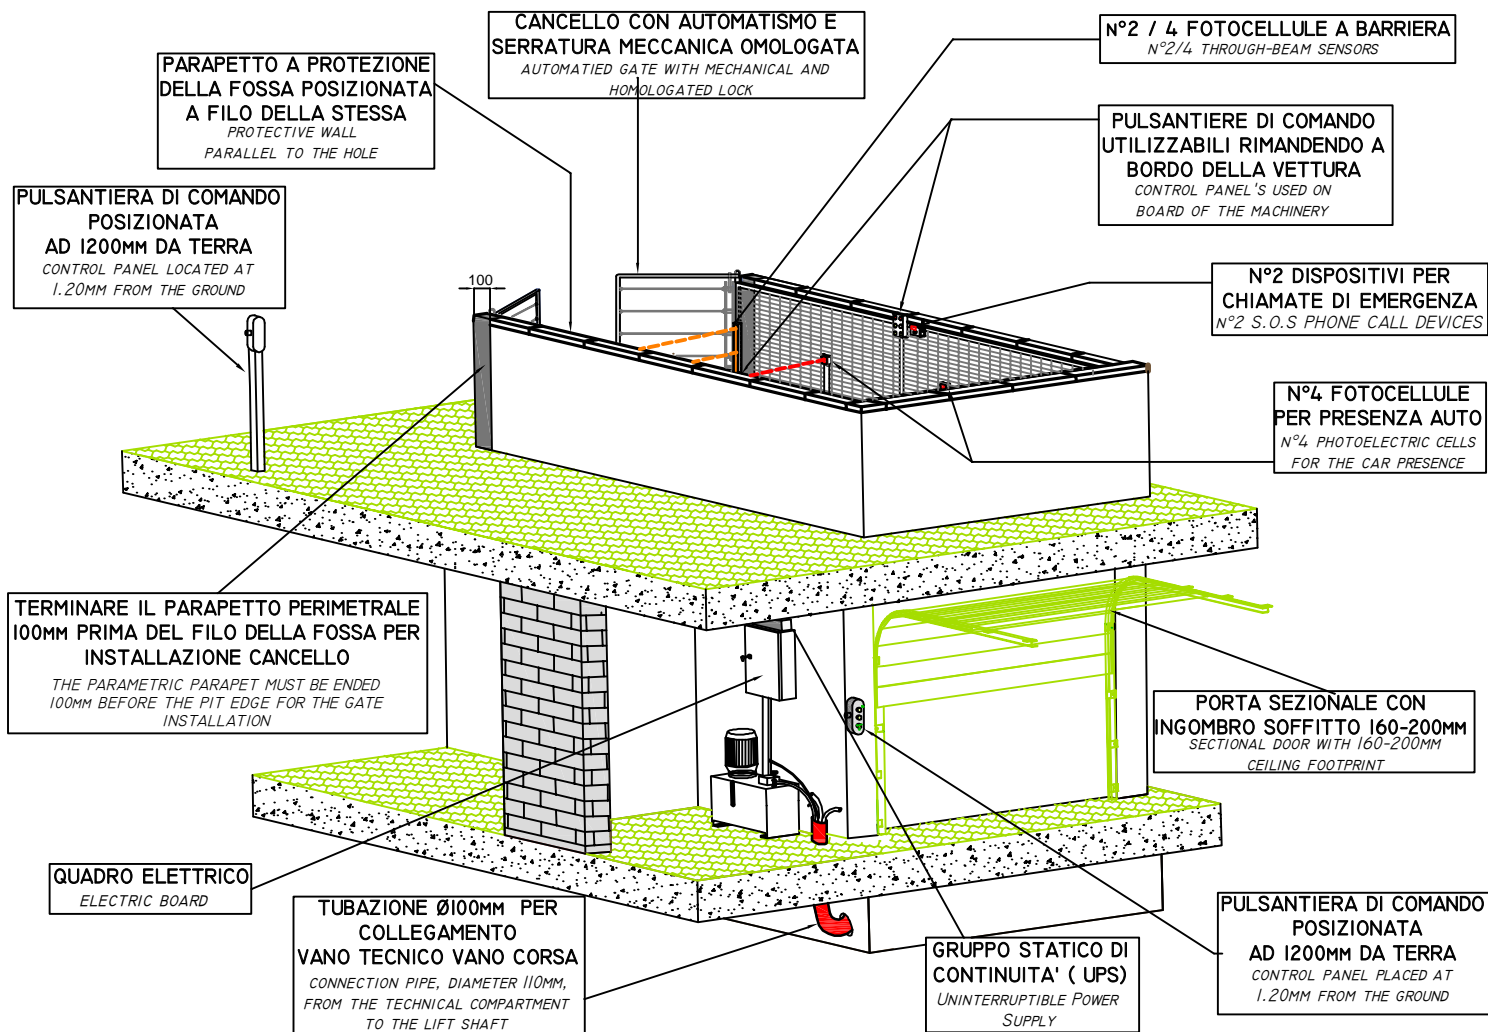 CANCELLO CON AUTOMATISMO E
SERRATURA MECCANICA OMOLOGATA
AUTOMATIED GATE WITH MECHANICAL AND
HOMOLOGATED LOCK
N°2 / 4 FOTOCELLULE A BARRIERA
N°2/4 THROUGH-BEAM SENSORS
PARAPETTO A PROTEZIONE
DELLA FOSSA POSIZIONATA
A FILO DELLA STESSA
PROTECTIVE WALL
PARALLEL TO THE HOLE
PULSANTIERE DI COMANDO
UTILIZZABILI RIMANDENDO A
BORDO DELLA VETTURA
CONTROL PANEL'S USED ON
BOARD OF THE MACHINERY
PULSANTIERA DI COMANDO
POSIZIONATA
AD 1200MM DA TERRA
CONTROL PANEL LOCATED AT
1.20MM FROM THE GROUND
100
N°2 DISPOSITIVI PER
CHIAMATE DI EMERGENZA
N°2 S.O.S PHONE CALL DEVICES
N°4 FOTOCELLULE
PER PRESENZA AUTO
N°4 PHOTOELECTRIC CELLS
FOR THE CAR PRESENCE
TERMINARE IL PARAPETTO PERIMETRALE
100MM PRIMA DEL FILO DELLA FOSSA PER
INSTALLAZIONE CANCELLO
THE PARAMETRIC PARAPET MUST BE ENDED
100MM BEFORE THE PIT EDGE FOR THE GATE
INSTALLATION
PORTA SEZIONALE CON
INGOMBRO SOFFITTO 160-200MM
SECTIONAL DOOR WITH 160-200MM
CEILING FOOTPRINT
QUADRO ELETTRICO
ELECTRIC BOARD
TUBAZIONE Ø100MM PER
COLLEGAMENTO
VANO TECNICO VANO CORSA
CONNECTION PIPE, DIAMETER 110MM,
FROM THE TECHNICAL COMPARTMENT
TO THE LIFT SHAFT
GRUPPO STATICO DI
CONTINUITA' ( UPS)
UNINTERRUPTIBLE POWER
SUPPLY
PULSANTIERA DI COMANDO
POSIZIONATA
AD 1200MM DA TERRA
CONTROL PANEL PLACED AT
1.20MM FROM THE GROUND